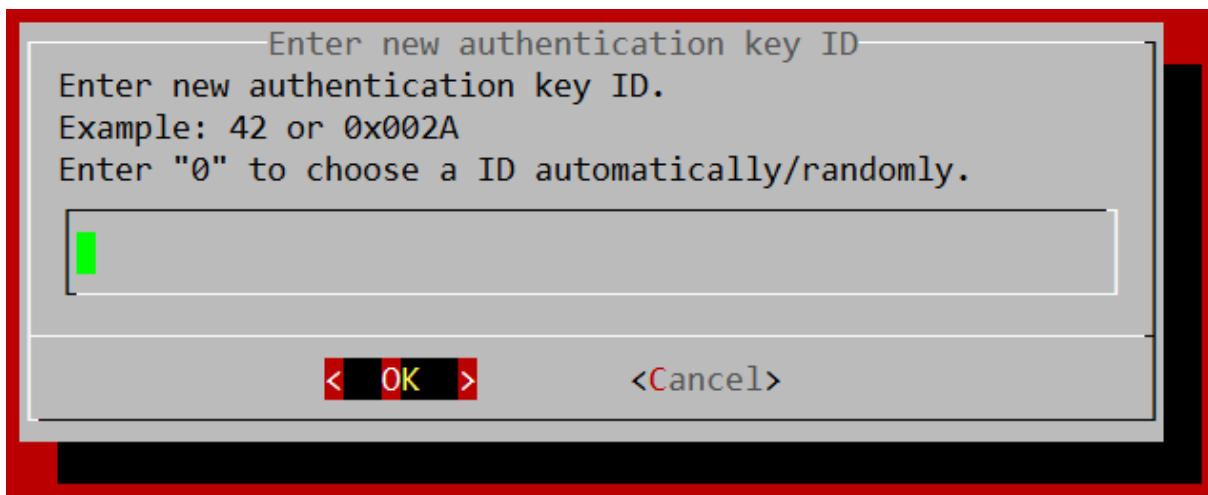 Enter new authentication key ID
Enter new authentication key ID.
Example: 42 or 0x002A
Enter "0" to choose a ID automatically/randomly.
< OK > <Cancel>